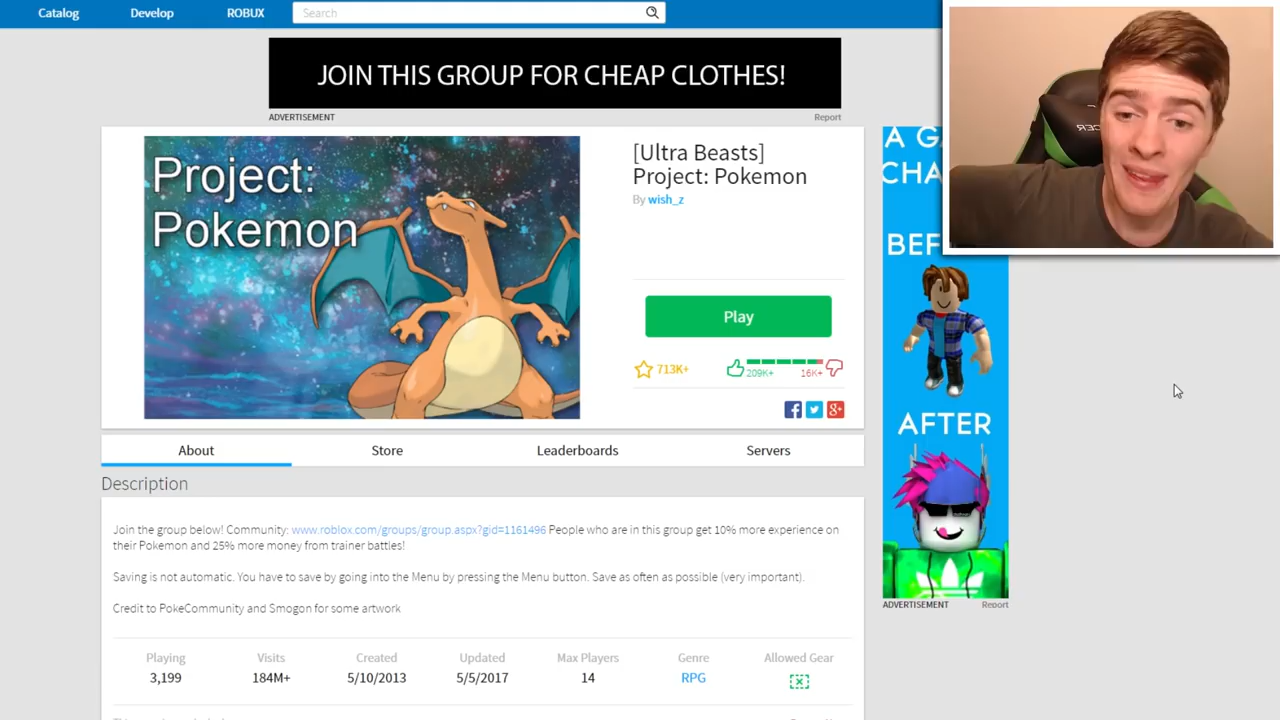 Catalog
Develop
ROBUX
Search
JOIN THIS GROUP FOR CHEAP CLOTHES!
ADVERTISEMENT
Report
Project:
Pokemon
[Ultra Beasts]
Project: Pokemon
By wish_z
Play
713K+
209K+
16K+
A G
CHA
BEF
AFTER
ADVERTISEMENT
Report
About
Store
Leaderboards
Servers
Description
Join the group below! Community: www.roblox.com/groups/group.aspx?gid=1161496 People who are in this group get 10% more experience on
their Pokemon and 25% more money from trainer battles!
Saving is not automatic. You have to save by going into the Menu by pressing the Menu button. Save as often as possible (very important).
Credit to PokeCommunity and Smogon for some artwork
Playing
Visits
Created
Updated
Max Players
Genre
Allowed Gear
3,199
184M+
5/10/2013
5/5/2017
14
RPG